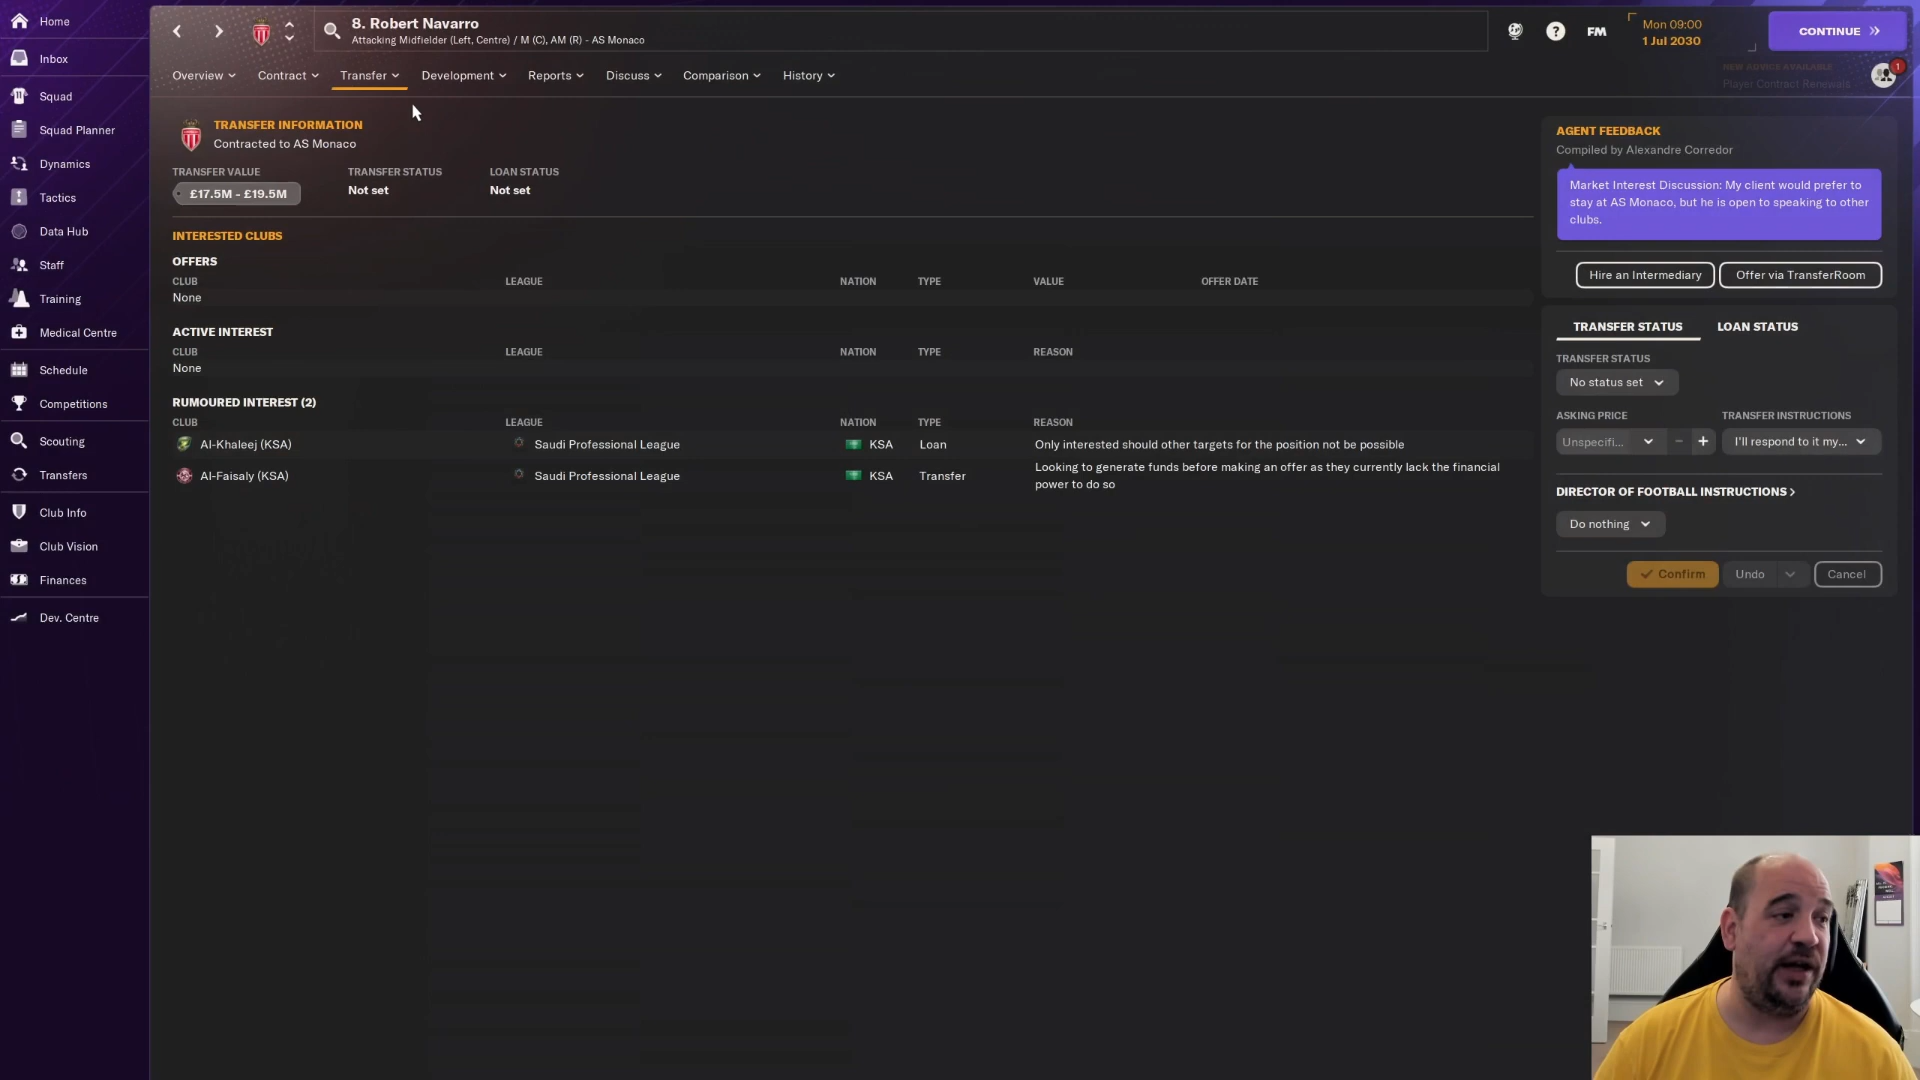 Home
Inbox
Squad
Squad Planner
Dynamics
Tactics
Data Hub
Staff
Training
Medical Centre
Schedule
Competitions
Scouting
Transfers
Club Info
Club Vision
Finances
Dev. Centre
8. Robert Navarro
Attacking Midfielder (Left, Centre) / M (C), AM (R) - AS Monaco
FM
Mon 09:00
1 Jul 2030
CONTINUE
Overview Contract Transfer Development Reports Discuss Comparison History
NEW ADVICE AVAILABLE
Player Contract Renewals
1
TRANSFER INFORMATION
Contracted to AS Monaco
TRANSFER VALUE TRANSFER STATUS LOAN STATUS
£17.5M - £19.5M Not set Not set
INTERESTED CLUBS
OFFERS
CLUB LEAGUE NATION TYPE VALUE OFFER DATE
None
ACTIVE INTEREST
CLUB LEAGUE NATION TYPE REASON
None
RUMOURED INTEREST (2)
CLUB LEAGUE NATION TYPE REASON
Al-Khaleej (KSA) Saudi Professional League KSA Loan Only interested should other targets for the position not be possible
Al-Faisaly (KSA) Saudi Professional League KSA Transfer Looking to generate funds before making an offer as they currently lack the financial
power to do so
AGENT FEEDBACK
Compiled by Alexandre Corredor
Market Interest Discussion: My client would prefer to
stay at AS Monaco, but he is open to speaking to other
clubs.
Hire an Intermediary Offer via TransferRoom
TRANSFER STATUS LOAN STATUS
TRANSFER STATUS
No status set
ASKING PRICE TRANSFER INSTRUCTIONS
Unspecifi... - + I'll respond to it my...
DIRECTOR OF FOOTBALL INSTRUCTIONS >
Do nothing
Confirm Undo Cancel